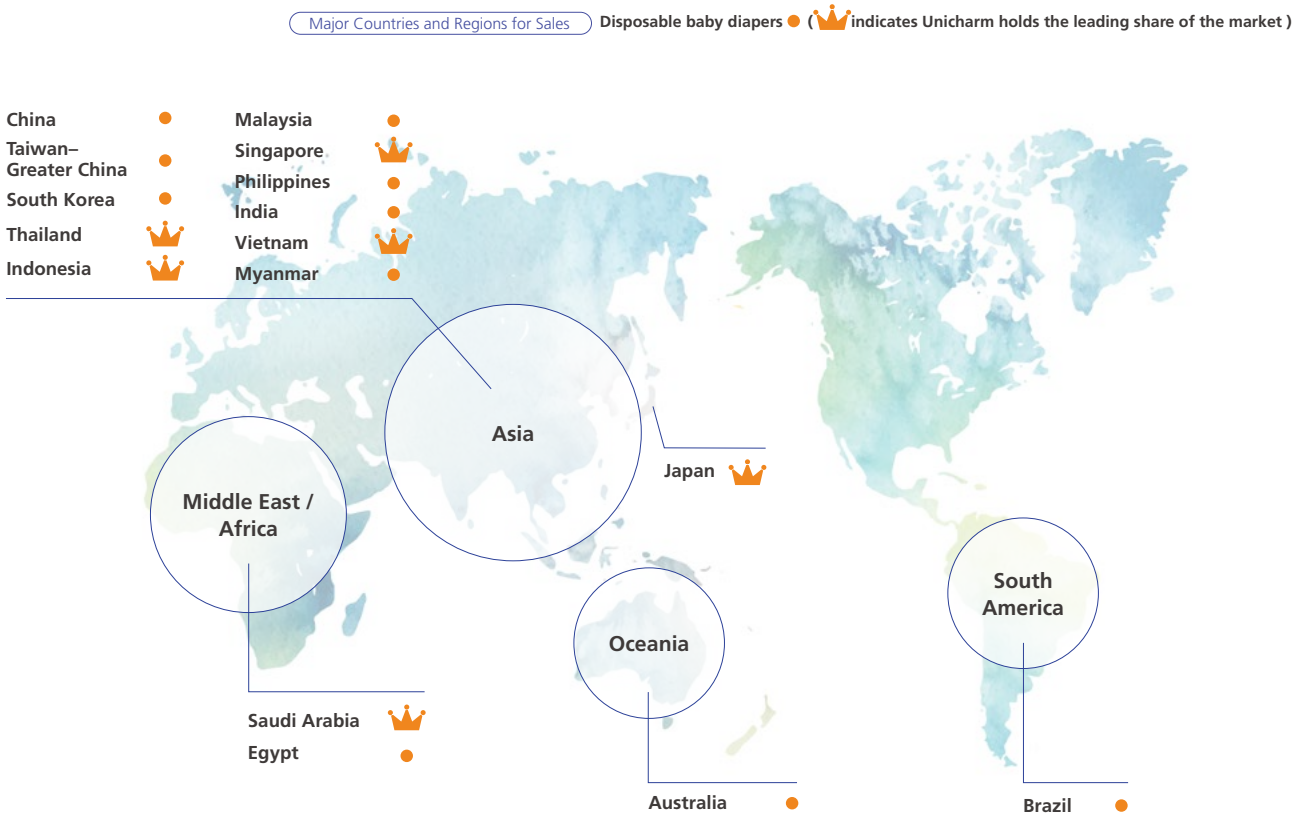 Major Countries and Regions for Sales Disposable baby diapers ( indicates Unicharm holds the leading share of the market )
China
Taiwan–
Greater China
South Korea
Thailand
Indonesia
Malaysia
Singapore
Philippines
India
Vietnam
Myanmar
Asia
Japan
Middle East /
Africa
Saudi Arabia
Egypt
Oceania
Australia
South
America
Brazil